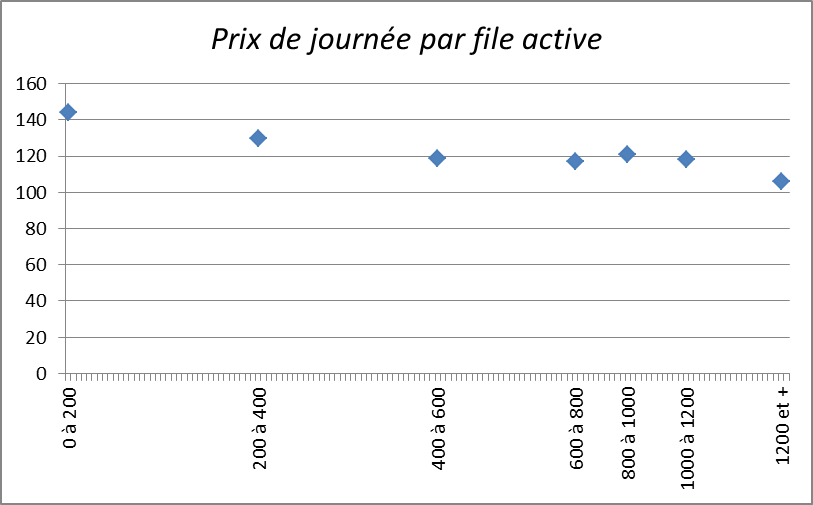 Prix de journée par file active
160
140
120
100
80
60
40
20
0
0 à 200
200 à 400
400 à 600
600 à 800
800 à 1000
1000 à 1200
1200 et +